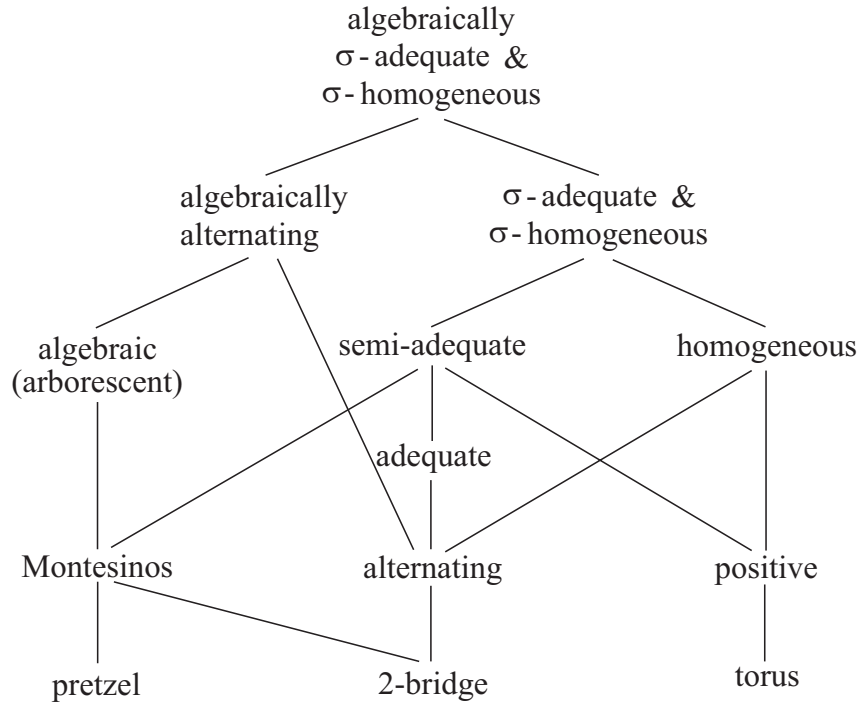 algebraically
σ-adequate &
σ-homogeneous
algebraically
alternating
σ-adequate &
σ-homogeneous
algebraic
(arborescent)
semi-adequate
homogeneous
adequate
Montesinos
alternating
positive
pretzel
2-bridge
torus